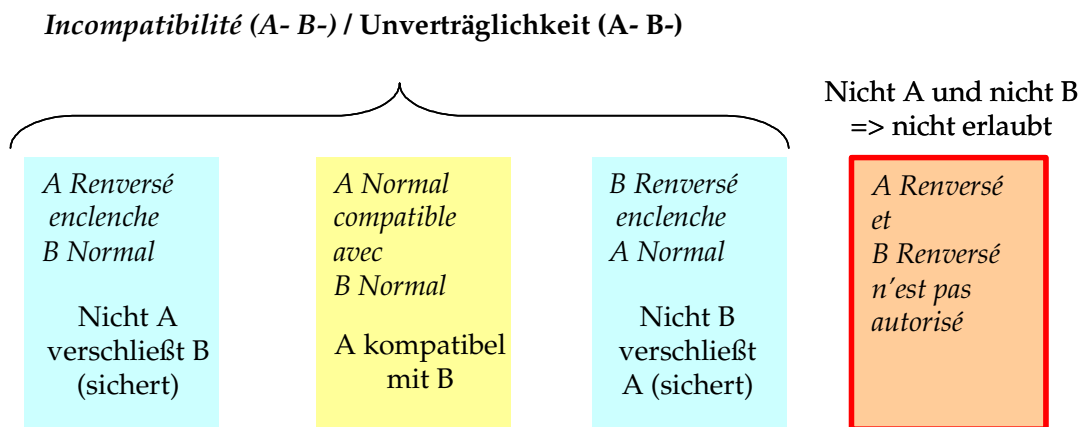 Incompatibilité (A- B-) / Unverträglichkeit (A- B-)
Nicht A und nicht B
=> nicht erlaubt
A Renversé
enclenche
B Normal
Nicht A
verschließt B
(sichert)
A Normal
compatible
avec
B Normal
A kompatibel
mit B
B Renversé
enclenche
A Normal
Nicht B
verschließt
A (sichert)
A Renversé
et
B Renversé
n'est pas
autorisé